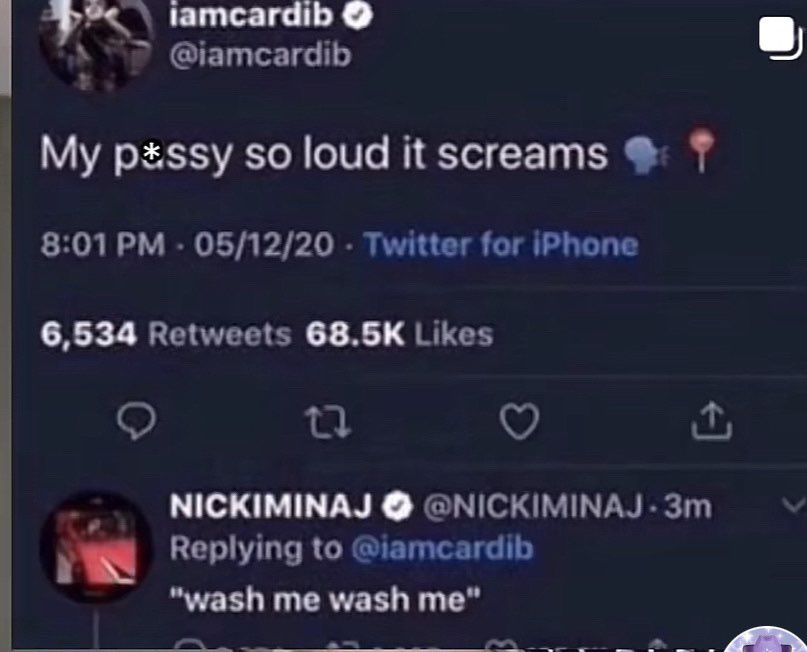 iamcardib
@iamcardib
My p*ssy so loud it screams
8:01 PM · 05/12/20 · Twitter for iPhone
6,534 Retweets 68.5K Likes
NICKIMINAJ @NICKIMINAJ · 3m
Replying to @iamcardib
"wash me wash me"